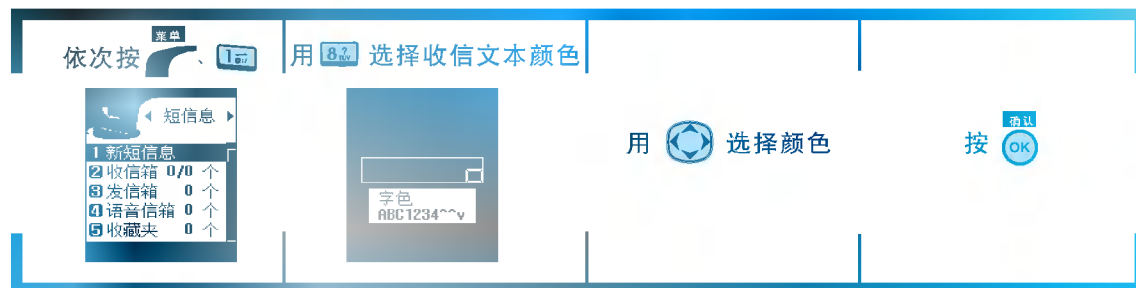 菜单
依次按 、 1
用 8 选择收信文本颜色
短信息
1 新短信息
2 收信箱 0/0 个
3 发信箱 0 个
4 语音信箱 0 个
5 收藏夹 0 个
字色
ABC1234^^v
用 选择颜色
确认
按 OK